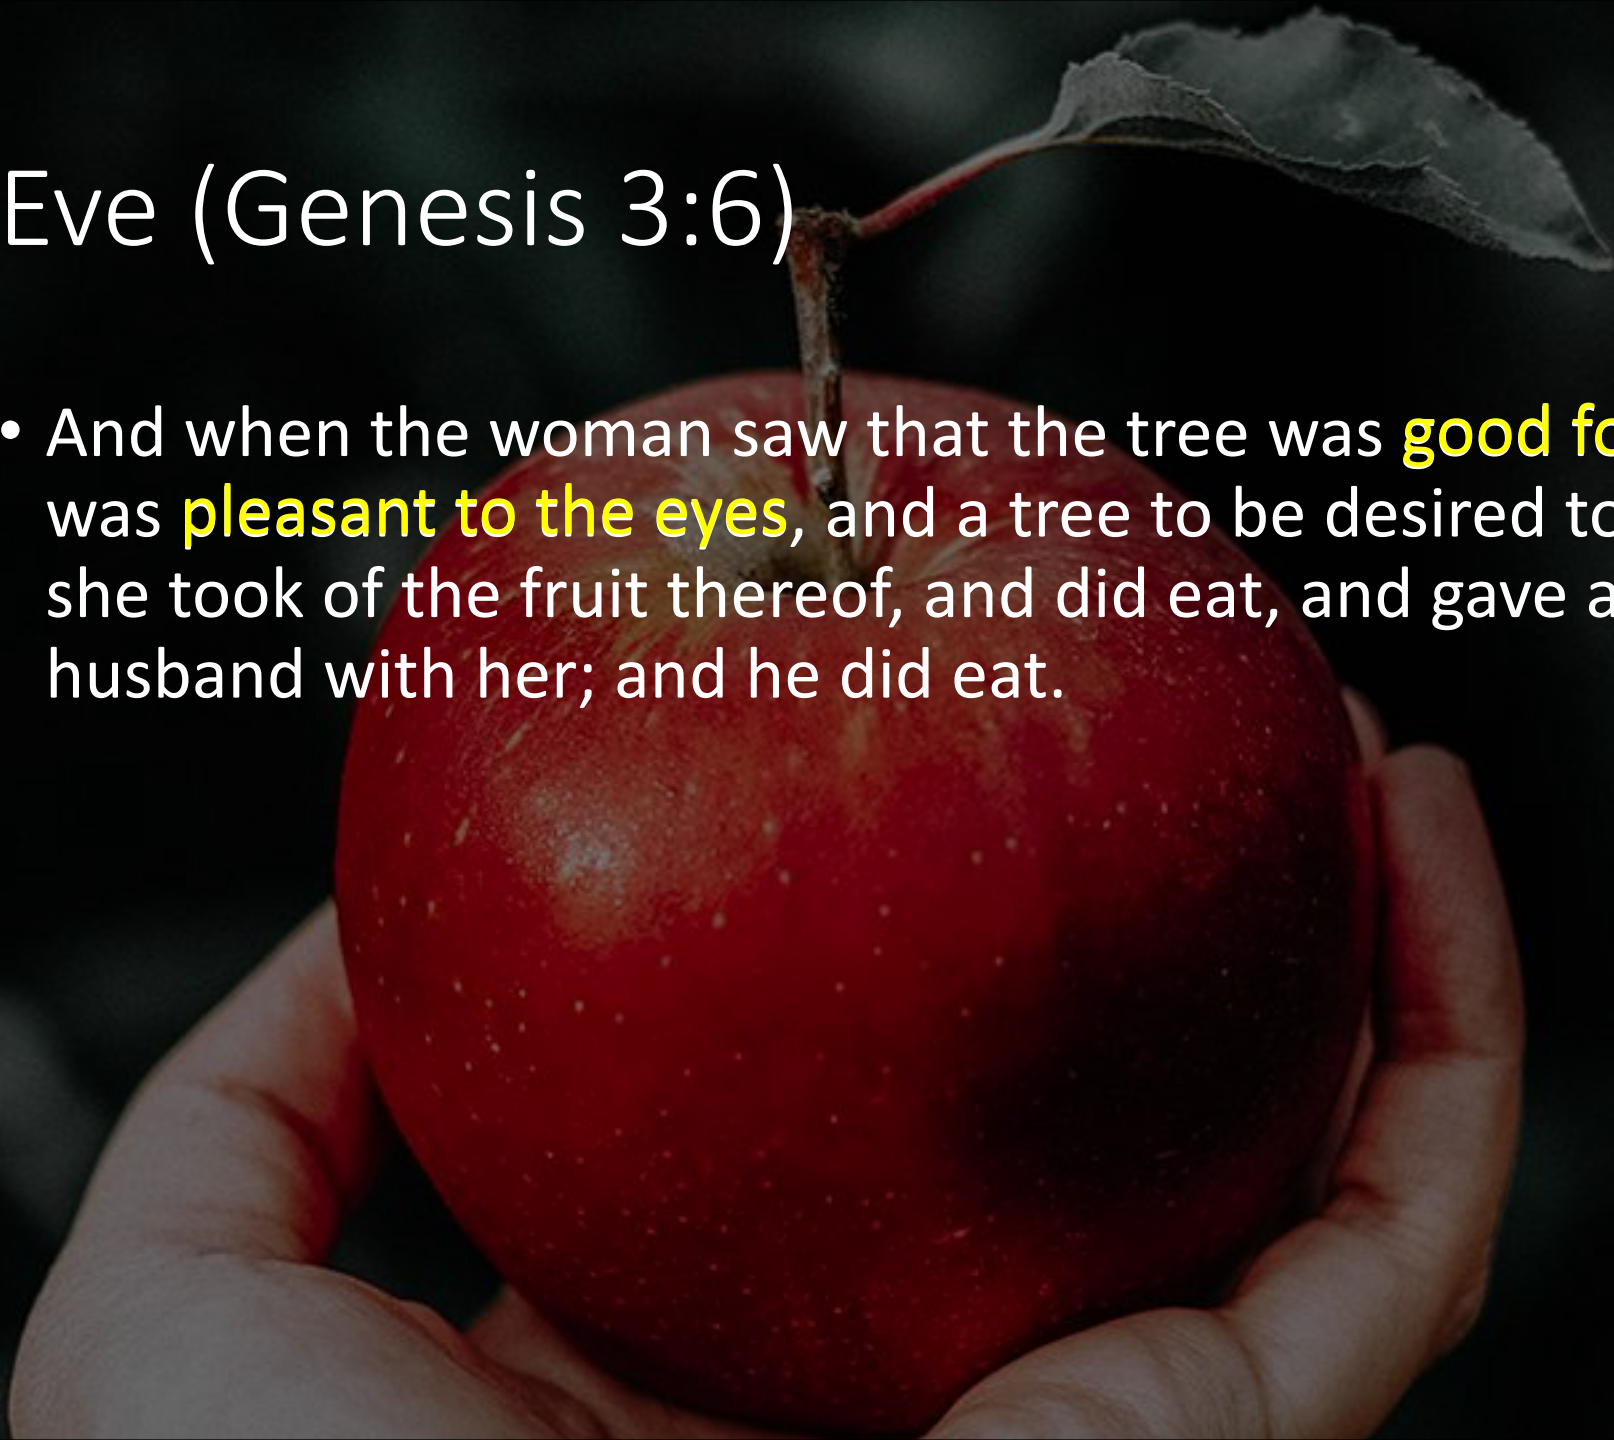 Eve (Genesis 3:6)
• And when the woman saw that the tree was good
was pleasant to the eyes, and a tree to be desired to
she took of the fruit thereof, and did eat, and gave
husband with her; and he did eat.